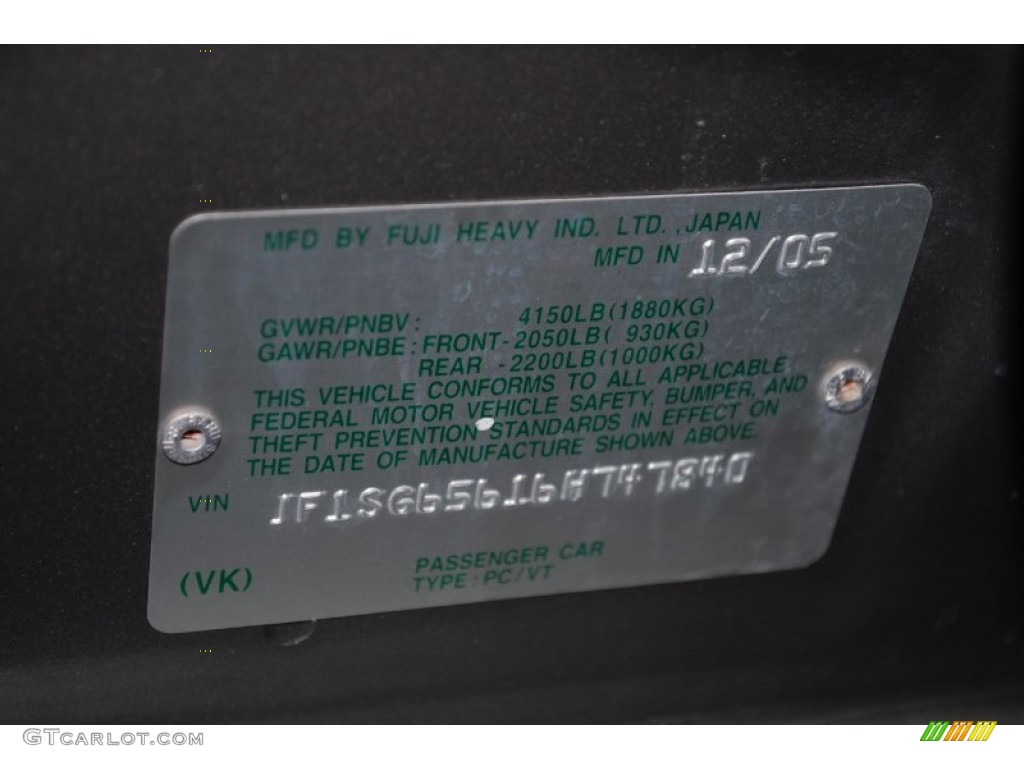 MFD BY FUJI HEAVY IND. LTD. ,JAPAN
MFD IN 12/05
GVWR/PNBV: 4150LB(1880KG)
GAWR/PNBE: FRONT-2050LB( 930KG)
REAR -2200LB(1000KG)
THIS VEHICLE CONFORMS TO ALL APPLICABLE
FEDERAL MOTOR VEHICLE SAFETY, BUMPER, AND
THEFT PREVENTION STANDARDS IN EFFECT ON
THE DATE OF MANUFACTURE SHOWN ABOVE.
VIN
(VK)
PASSENGER CAR
TYPE:PC/VT
GTCARLOT.COM